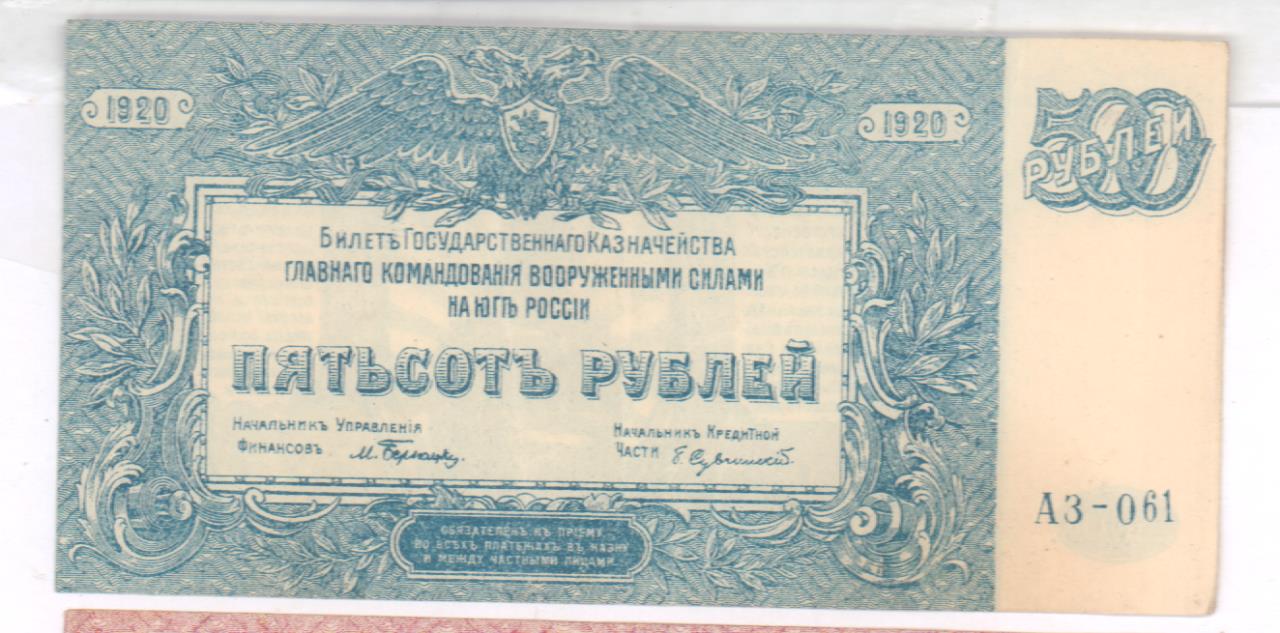 1920
1920
500
РУБЛЕЙ
БИЛЕТЪ ГОСУДАРСТВЕННАГО КАЗНАЧЕЙСТВА
ГЛАВНАГО КОМАНДОВАНІЯ ВООРУЖЕННЫМИ СИЛАМИ
НА ЮГѢ РОССІИ
ПЯТЬСОТЪ РУБЛЕЙ
НАЧАЛЬНИКЪ УПРАВЛЕНІЯ
ФИНАНСОВЪ М. Бернацкій
НАЧАЛЬНИКЪ КРЕДИТНОЙ
ЧАСТИ
АЗ-061
ОБЯЗАТЕЛЕНЪ КЪ ПРІЕМУ
ВО ВСѢХЪ ПЛАТЕЖАХЪ ВЪ КАЗНУ
И МЕЖДУ ЧАСТНЫМИ ЛИЦАМИ.